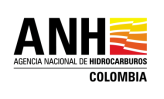 ANH
AGENCIA NACIONAL DE HIDROCARBUROS
COLOMBIA